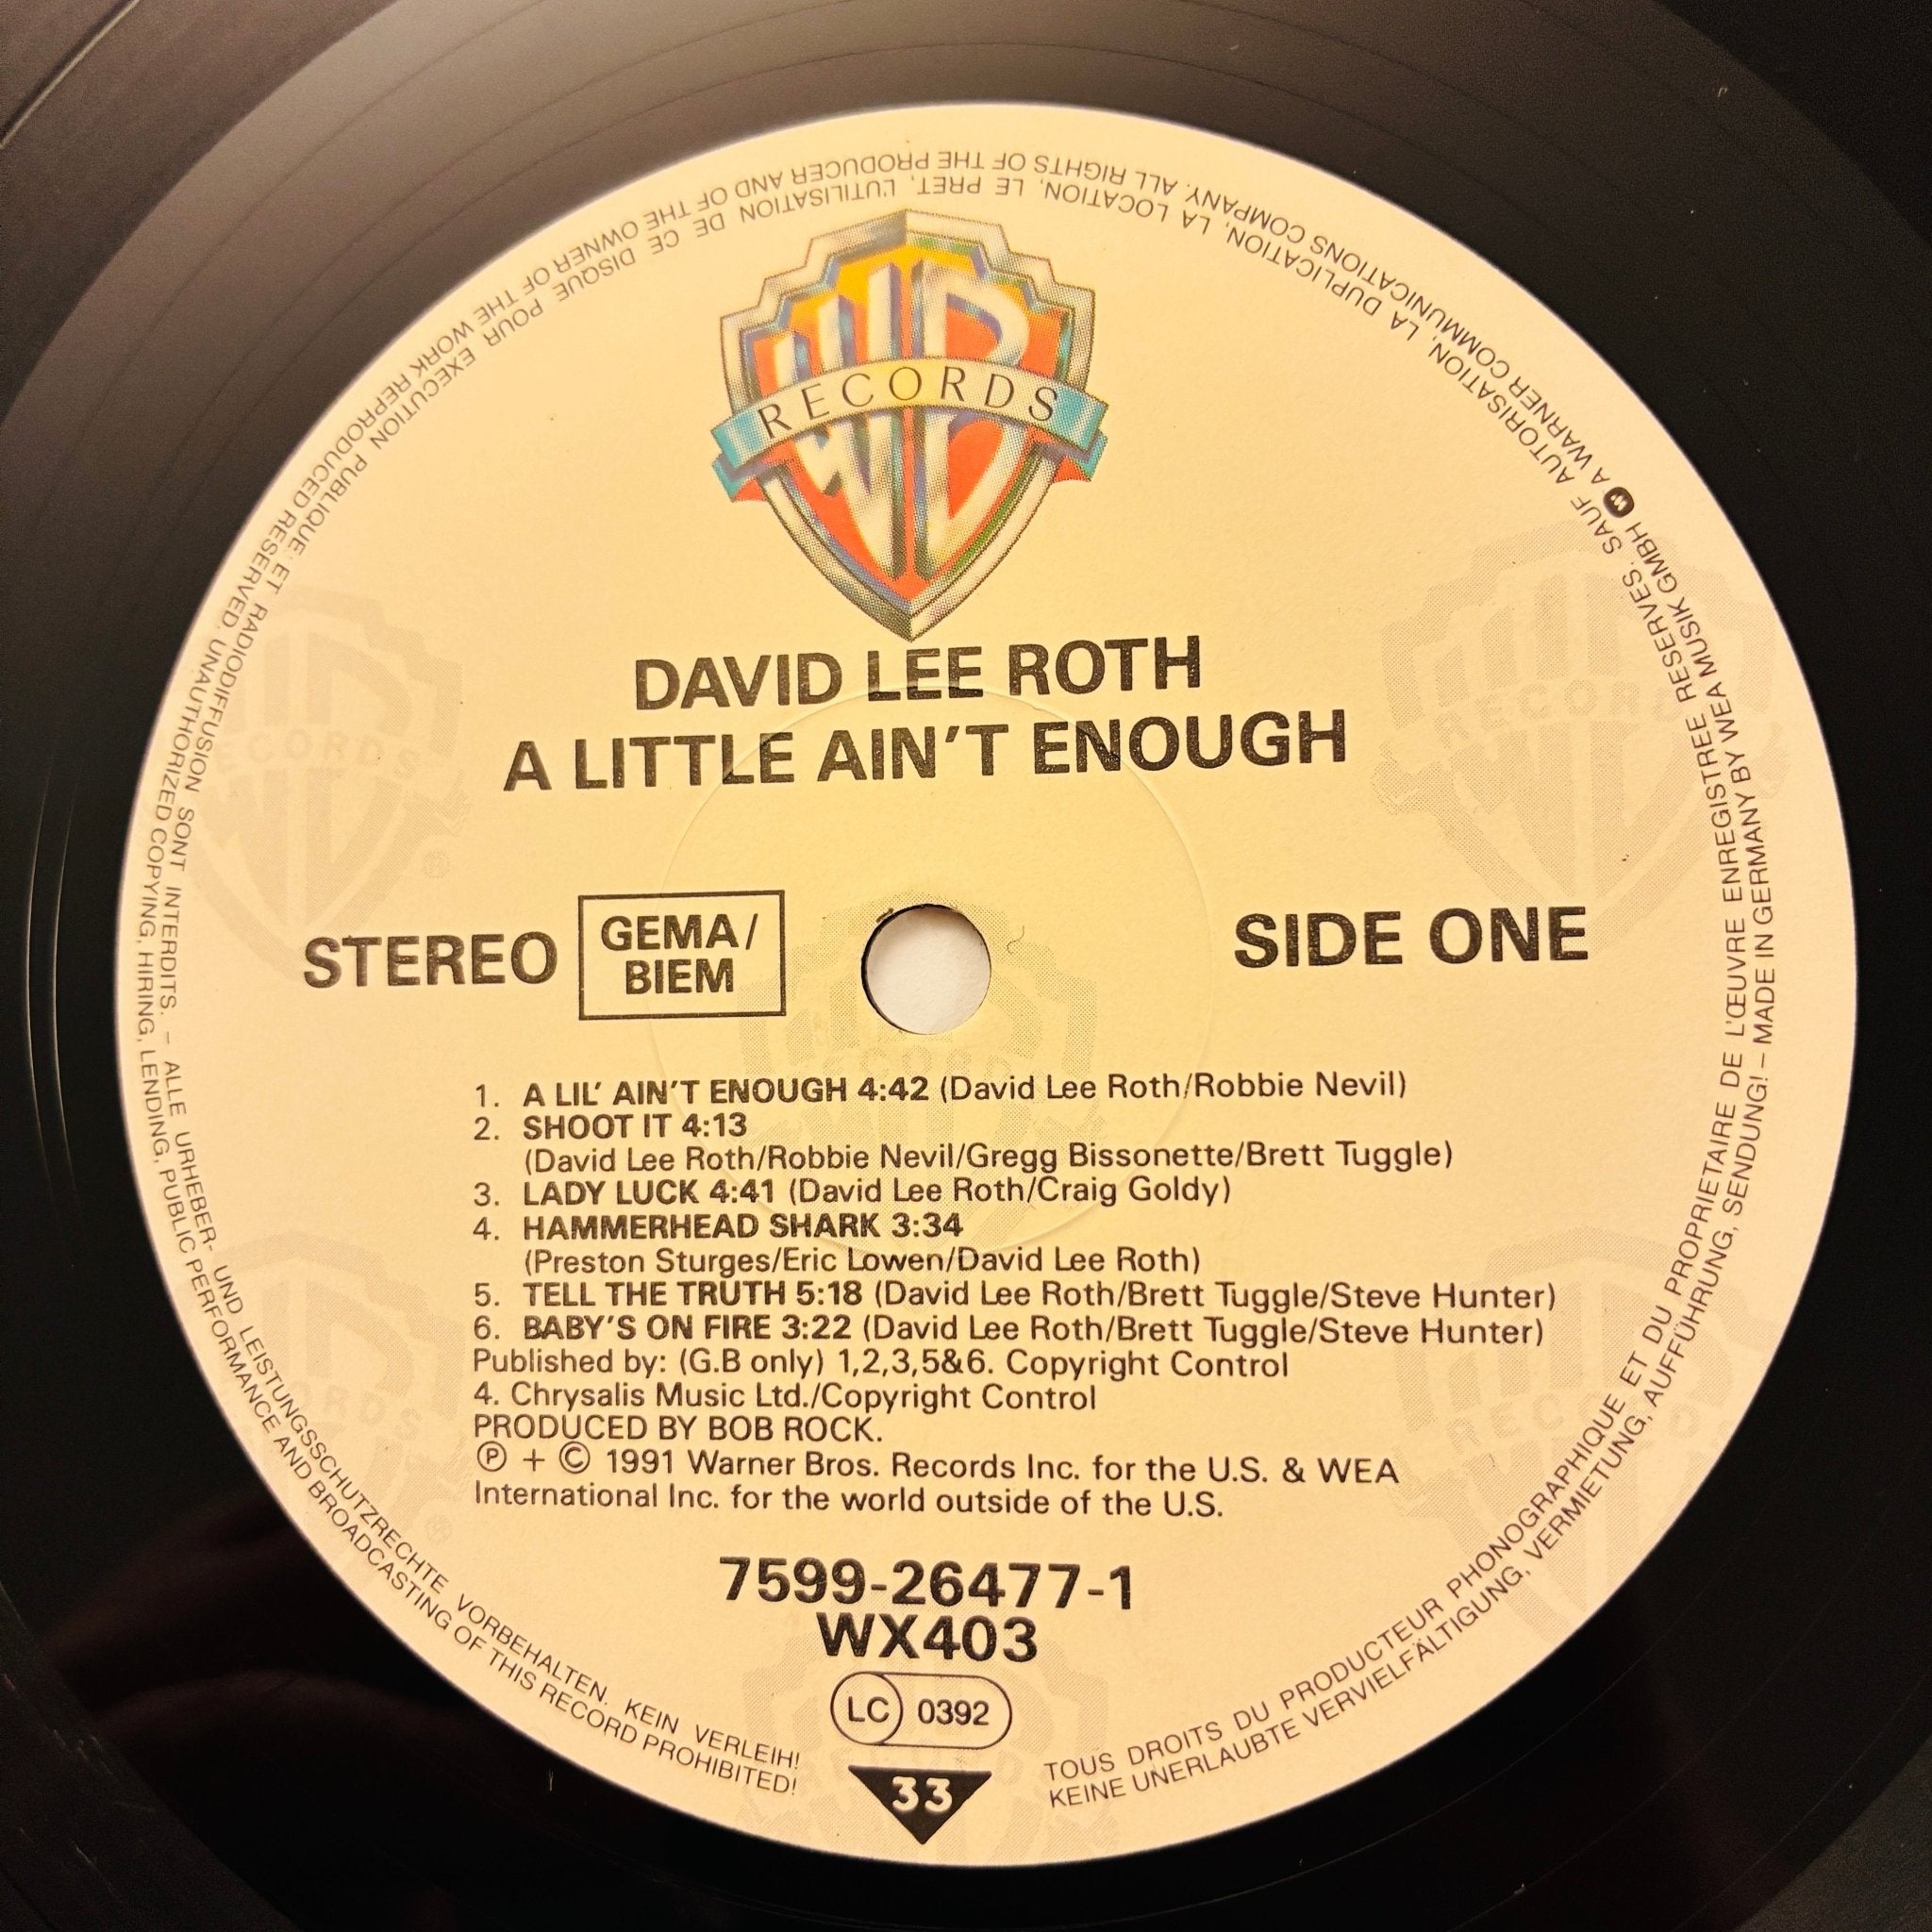 WB
RECORDS
DAVID LEE ROTH
A LITTLE AIN'T ENOUGH
STEREO
GEMA/
BIEM
SIDE ONE
1. A LIL' AIN'T ENOUGH 4:42 (David Lee Roth/Robbie Nevil)
2. SHOOT IT 4:13
(David Lee Roth/Robbie Nevil/Gregg Bissonette/Brett Tuggle)
3. LADY LUCK 4:41 (David Lee Roth/Craig Goldy)
4. HAMMERHEAD SHARK 3:34
(Preston Sturges/Eric Lowen/David Lee Roth)
5. TELL THE TRUTH 5:18 (David Lee Roth/Brett Tuggle/Steve Hunter)
6. BABY'S ON FIRE 3:22 (David Lee Roth/Brett Tuggle/Steve Hunter)
Published by: (G.B only) 1,2,3,5&6. Copyright Control
4. Chrysalis Music Ltd./Copyright Control
PRODUCED BY BOB ROCK.
℗ + © 1991 Warner Bros. Records Inc. for the U.S. & WEA
International Inc. for the world outside of the U.S.
7599-26477-1
WX403
LC 0392
33
TOUS DROITS DU PRODUCTEUR PHONOGRAPHIQUE ET DU PROPRIETAIRE DE L'ŒUVRE ENREGISTREE RESERVES. SAUF AUTORISATION, LA DUPLICATION, LA LOCATION, LE PRET, L'UTILISATION DE CE DISQUE POUR EXECUTION PUBLIQUE ET RADIODIFFUSION SONT INTERDITS. – ALLE URHEBER- UND LEISTUNGSSCHUTZRECHTE VORBEHALTEN. KEIN VERLEIH!
KEINE UNERLAUBTE VERVIELFÄLTIGUNG, VERMIETUNG, AUFFÜHRUNG, SENDUNG! – MADE IN GERMANY BY WEA MUSIK GMBH A WARNER COMMUNICATIONS COMPANY. ALL RIGHTS OF THE PRODUCER AND OF THE OWNER OF THE WORK REPRODUCED RESERVED. UNAUTHORIZED COPYING, HIRING, LENDING, PUBLIC PERFORMANCE AND BROADCASTING OF THIS RECORD PROHIBITED!